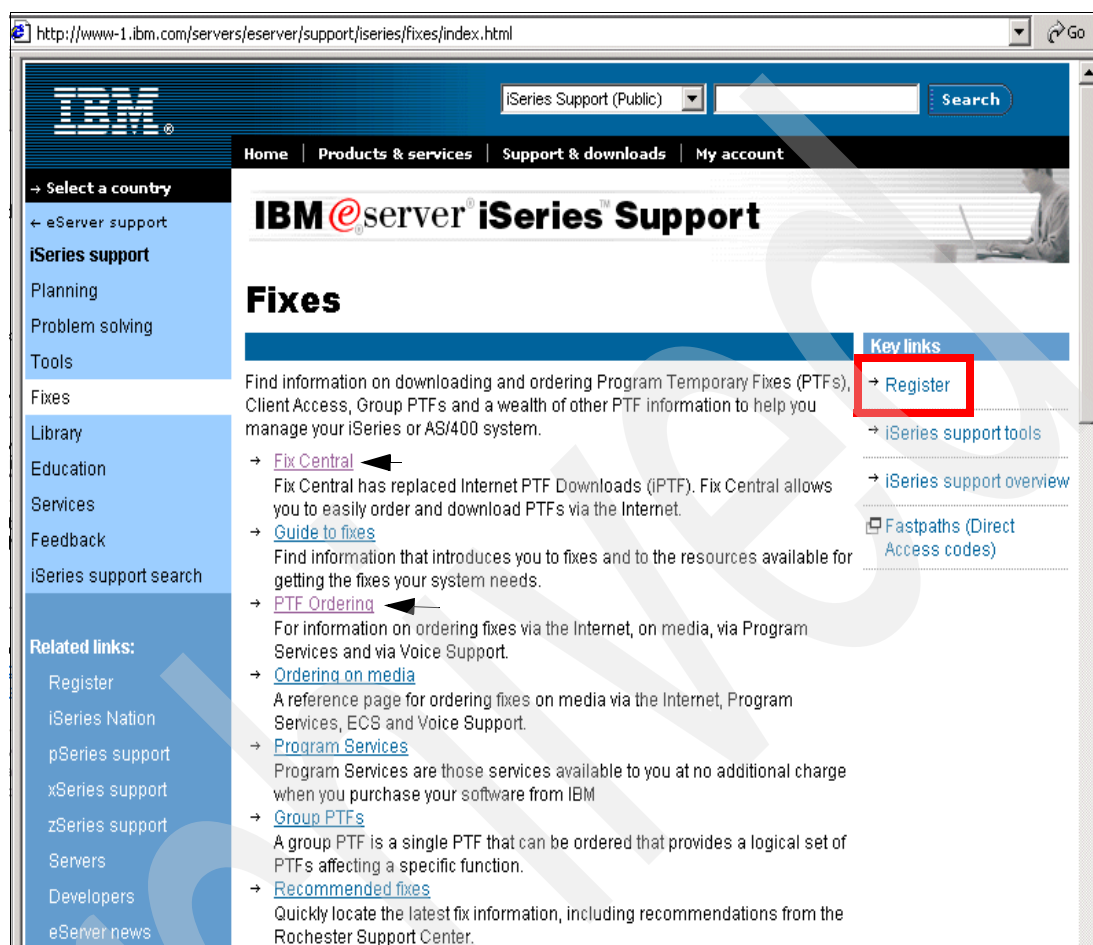 http://www-1.ibm.com/servers/eserver/support/iseries/fixes/index.html
Go
IBM®
iSeries Support (Public)
Search
Home | Products & services | Support & downloads | My account
→ Select a country
← eServer support
iSeries support
Planning
Problem solving
Tools
Fixes
Library
Education
Services
Feedback
iSeries support search
Related links:
Register
iSeries Nation
pSeries support
xSeries support
zSeries support
Servers
Developers
eServer news
IBM @server® iSeries™ Support
Fixes
Find information on downloading and ordering Program Temporary Fixes (PTFs),
Client Access, Group PTFs and a wealth of other PTF information to help you
manage your iSeries or AS/400 system.
→ Fix Central
Fix Central has replaced Internet PTF Downloads (iPTF). Fix Central allows
you to easily order and download PTFs via the Internet.
→ Guide to fixes
Find information that introduces you to fixes and to the resources available for
getting the fixes your system needs.
→ PTF Ordering
For information on ordering fixes via the Internet, on media, via Program
Services and via Voice Support.
→ Ordering on media
A reference page for ordering fixes on media via the Internet, Program
Services, ECS and Voice Support.
→ Program Services
Program Services are those services available to you at no additional charge
when you purchase your software from IBM
→ Group PTFs
A group PTF is a single PTF that can be ordered that provides a logical set of
PTFs affecting a specific function.
→ Recommended fixes
Quickly locate the latest fix information, including recommendations from the
Rochester Support Center.
Key links
→ Register
→ iSeries support tools
→ iSeries support overview
Fastpaths (Direct
Access codes)